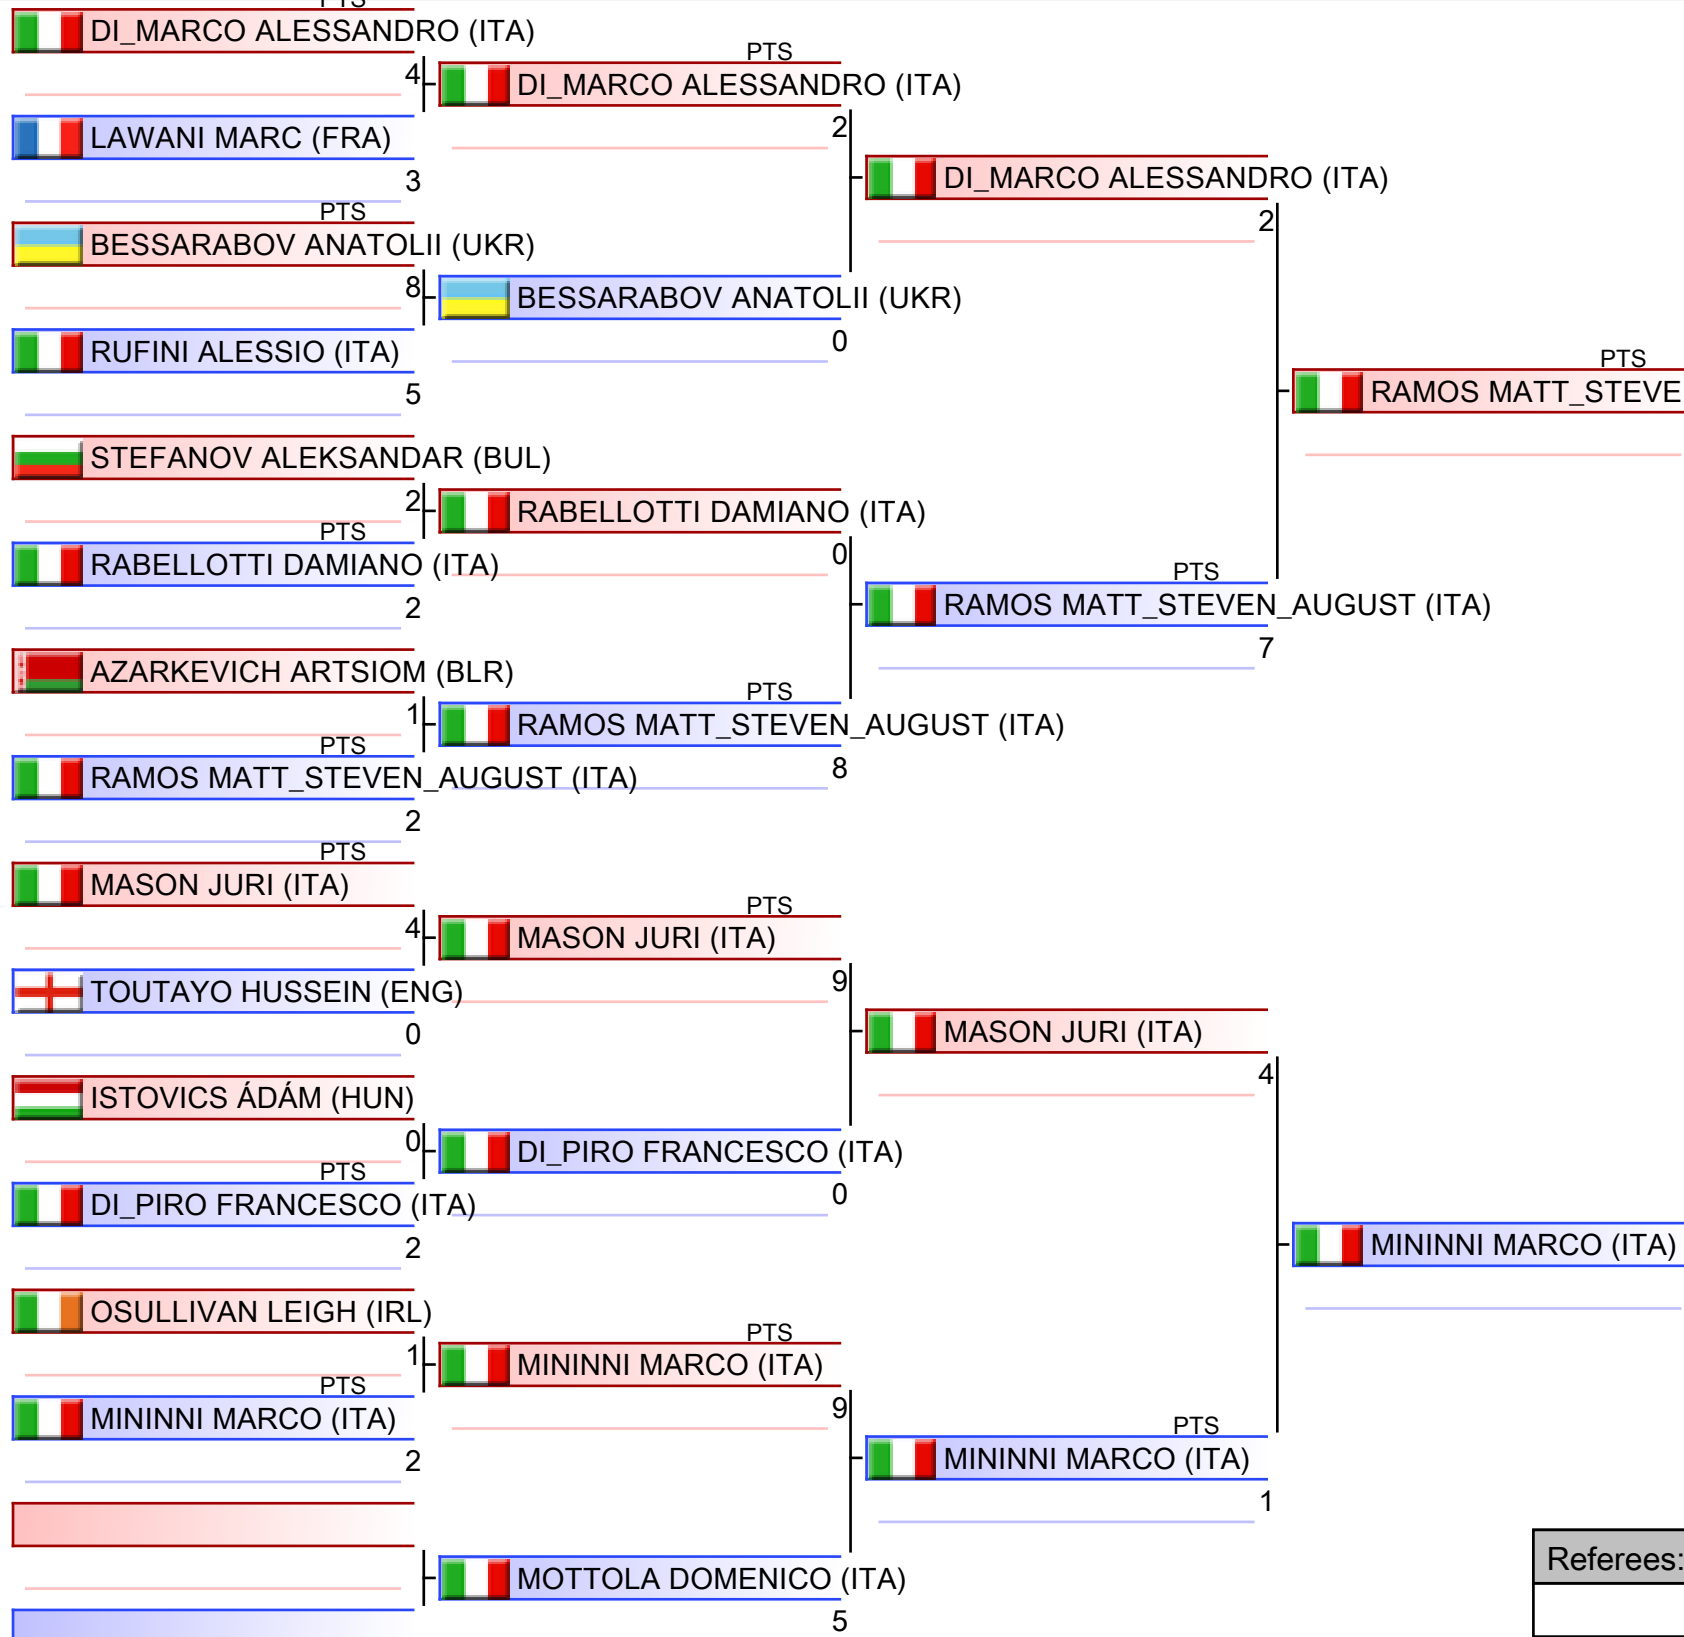 PTS
DI_MARCO ALESSANDRO (ITA)
4
LAWANI MARC (FRA)
3
PTS
BESSARABOV ANATOLII (UKR)
8
RUFINI ALESSIO (ITA)
5
STEFANOV ALEKSANDAR (BUL)
2
PTS
RABELLOTTI DAMIANO (ITA)
2
AZARKEVICH ARTSIOM (BLR)
1
PTS
RAMOS MATT_STEVEN_AUGUST (ITA)
2
PTS
MASON JURI (ITA)
4
TOUTAYO HUSSEIN (ENG)
0
ISTOVICS ÁDÁM (HUN)
0
PTS
DI_PIRO FRANCESCO (ITA)
2
OSULLIVAN LEIGH (IRL)
1
PTS
MININNI MARCO (ITA)
2
PTS
DI_MARCO ALESSANDRO (ITA)
2
BESSARABOV ANATOLII (UKR)
0
RABELLOTTI DAMIANO (ITA)
0
PTS
RAMOS MATT_STEVEN_AUGUST (ITA)
8
PTS
MASON JURI (ITA)
9
DI_PIRO FRANCESCO (ITA)
0
PTS
MININNI MARCO (ITA)
9
MOTTOLA DOMENICO (ITA)
5
DI_MARCO ALESSANDRO (ITA)
2
PTS
RAMOS MATT_STEVEN_AUGUST (ITA)
7
MASON JURI (ITA)
4
PTS
MININNI MARCO (ITA)
1
PTS
RAMOS MATT_STEVE
MININNI MARCO (ITA)
Referees: